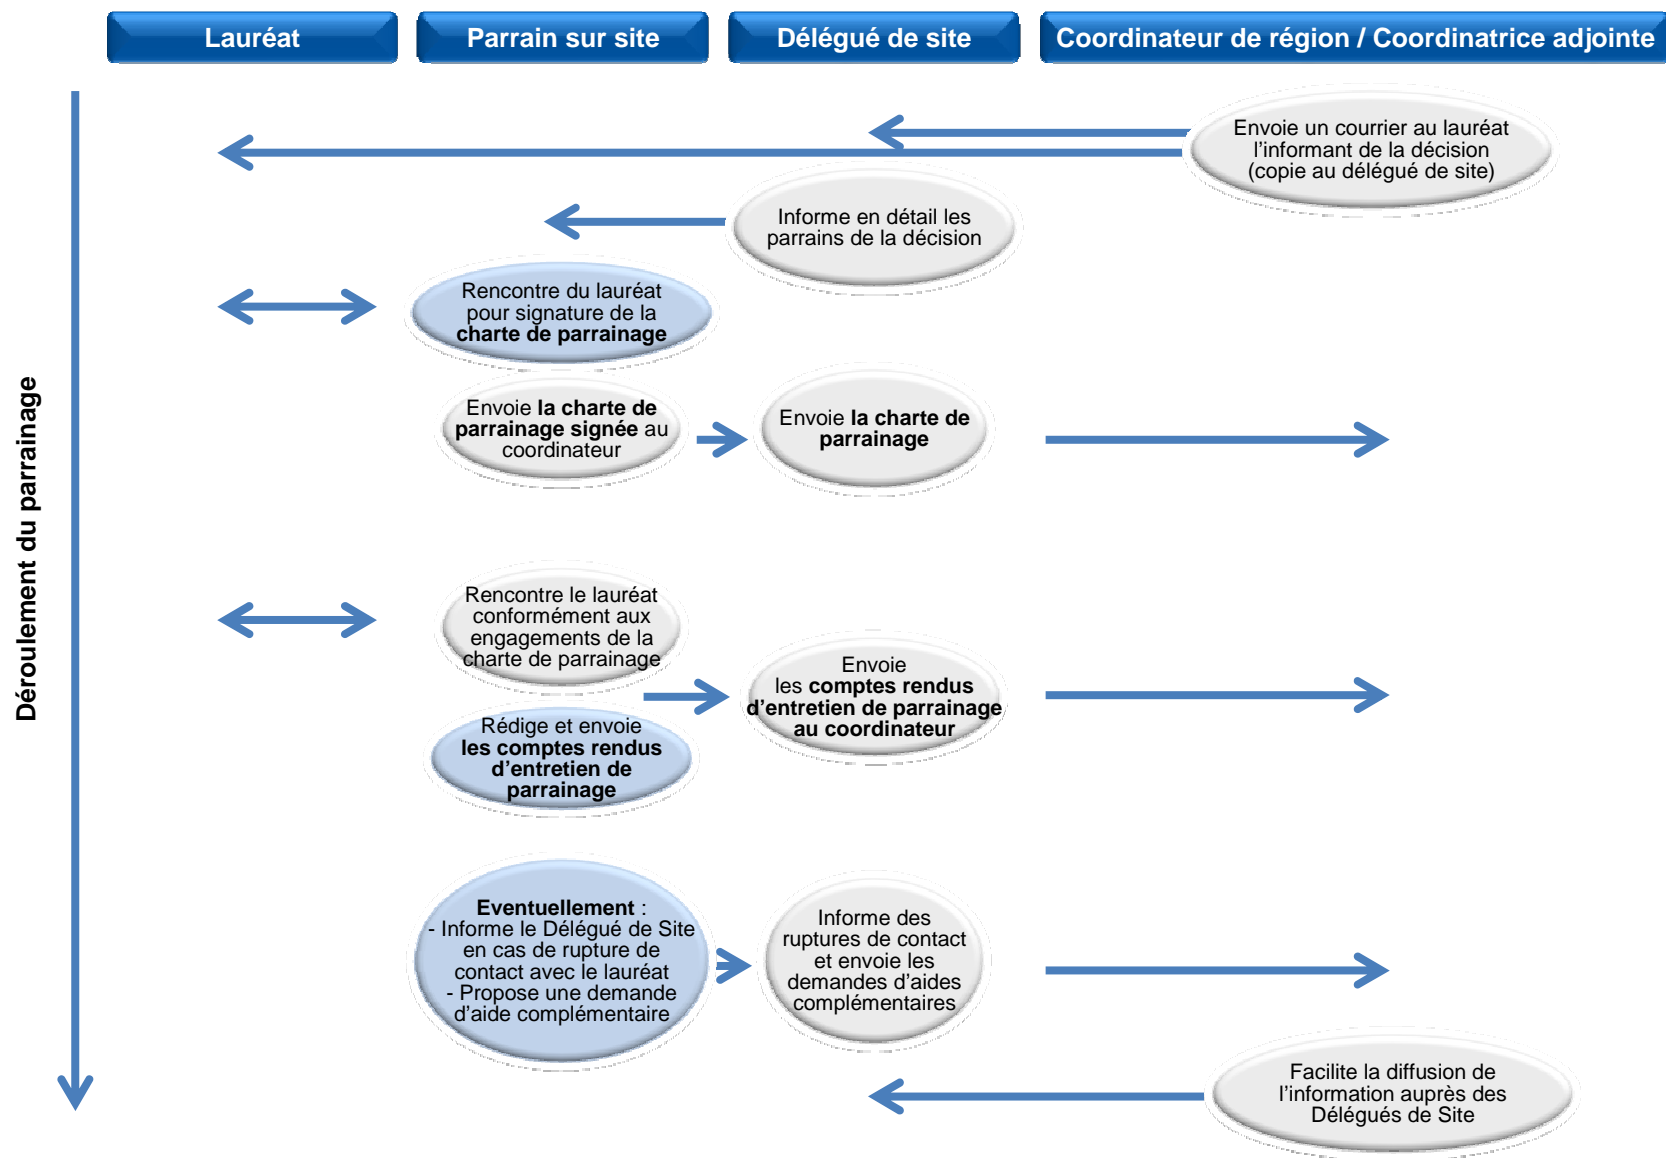 Lauréat
Parrain sur site
Délégué de site
Coordinateur de région / Coordinatrice adjointe
Déroulement du parrainage
Envoie un courrier au lauréat
l’informant de la décision
(copie au délégué de site)
Informe en détail les
parrains de la décision
Rencontre du lauréat
pour signature de la
charte de parrainage
Envoie la charte de
parrainage signée au
coordinateur
Envoie la charte de
parrainage
Rencontre le lauréat
conformément aux
engagements de la
charte de parrainage
Envoie
les comptes rendus
d’entretien de parrainage
au coordinateur
Rédige et envoie
les comptes rendus
d’entretien de
parrainage
Eventuellement :
- Informe le Délégué de Site
en cas de rupture de
contact avec le lauréat
- Propose une demande
d’aide complémentaire
Informe des
ruptures de contact
et envoie les
demandes d’aides
complémentaires
Facilite la diffusion de
l’information auprès des
Délégués de Site